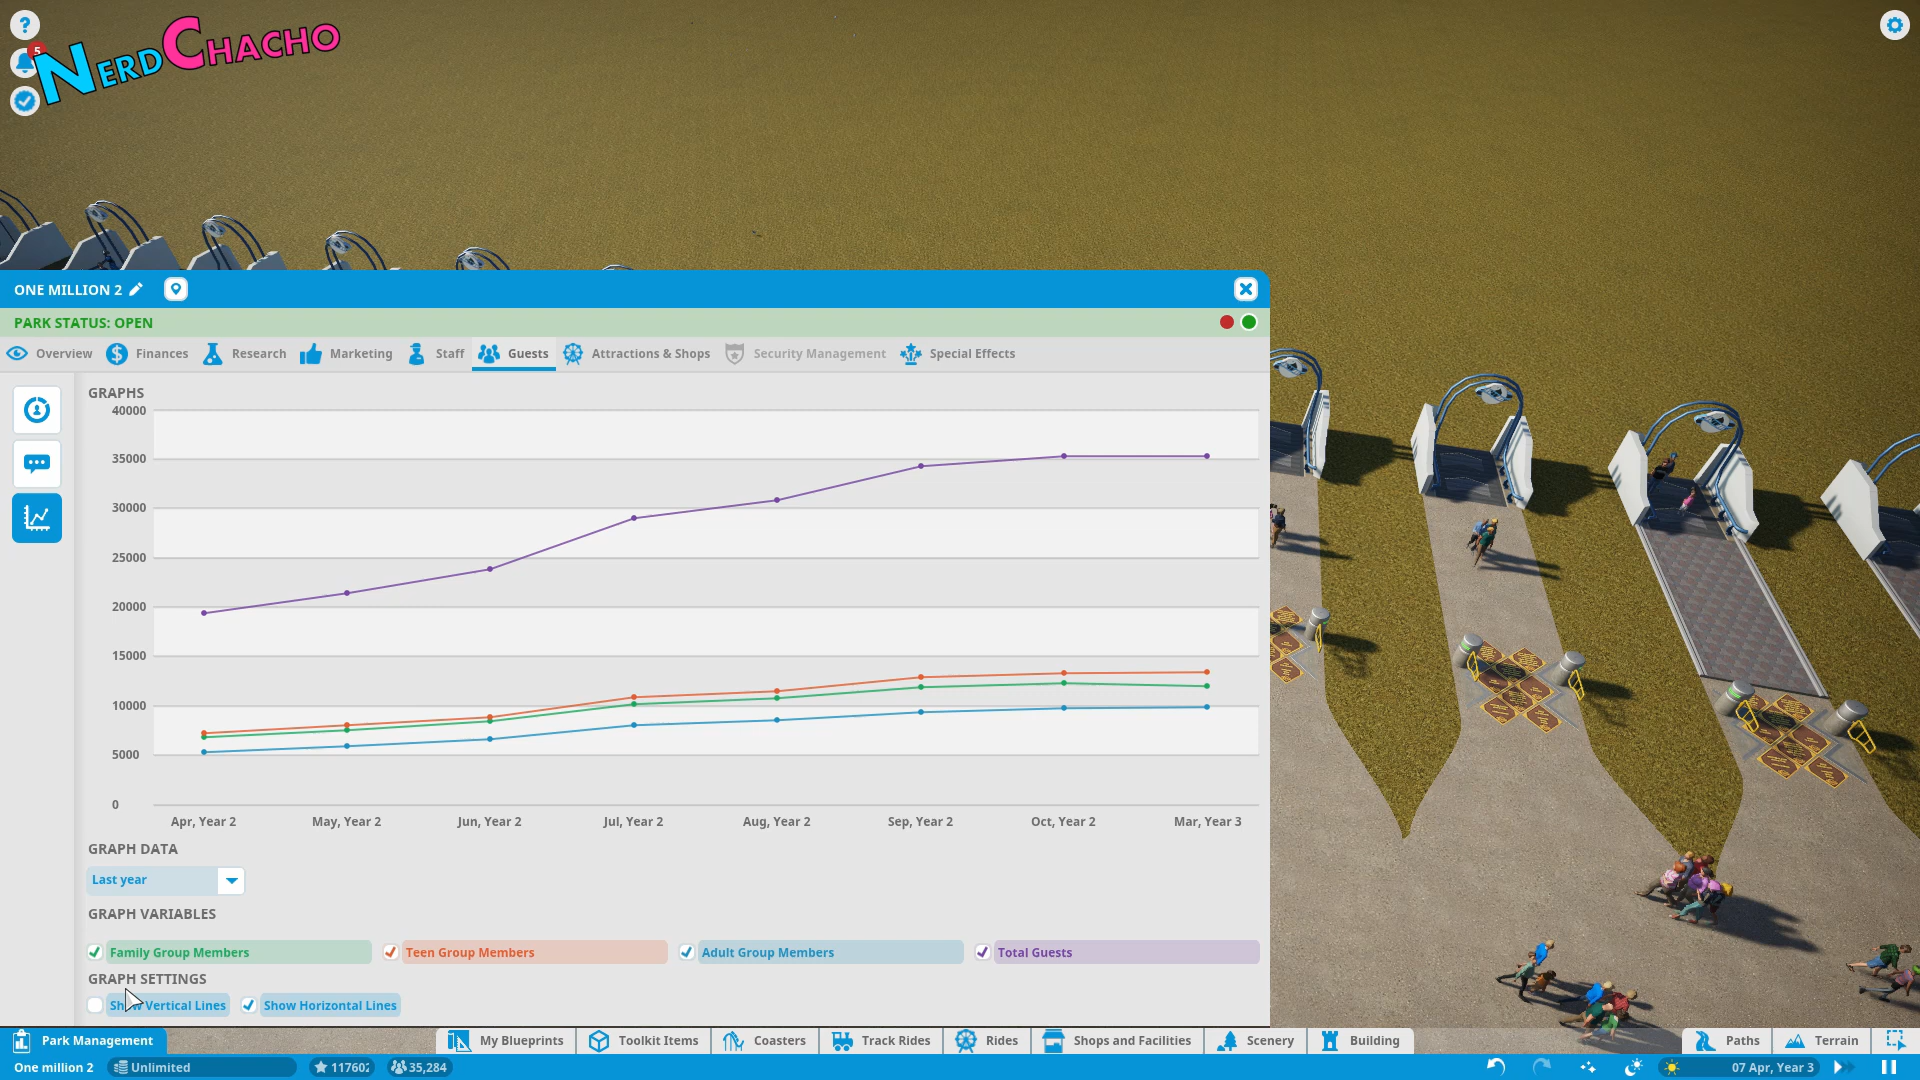 ?
5
NERDCHACHO
ONE MILLION 2
PARK STATUS: OPEN
Overview Finances Research Marketing Staff Guests Attractions & Shops Security Management Special Effects
GRAPHS
40000
35000
30000
25000
20000
15000
10000
5000
0
Apr, Year 2 May, Year 2 Jun, Year 2 Jul, Year 2 Aug, Year 2 Sep, Year 2 Oct, Year 2 Mar, Year 3
GRAPH DATA
Last year
GRAPH VARIABLES
Family Group Members Teen Group Members Adult Group Members Total Guests
GRAPH SETTINGS
Show Vertical Lines Show Horizontal Lines
Park Management My Blueprints Toolkit Items Coasters Track Rides Rides Shops and Facilities Scenery Building Paths Terrain
One million 2 Unlimited 117602 35,284 07 Apr, Year 3